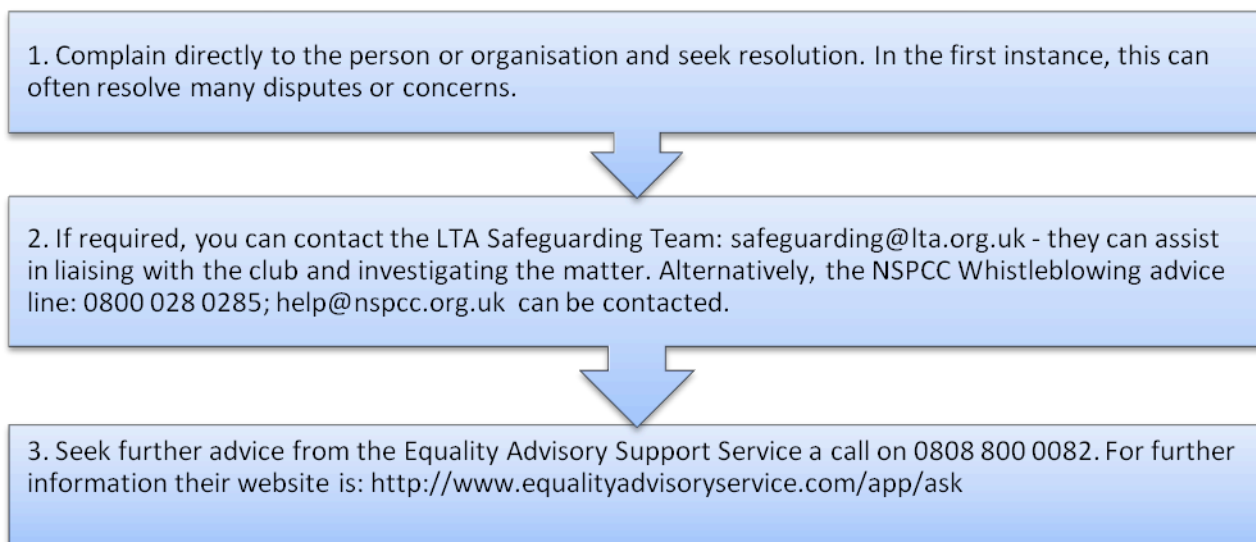 1. Complain directly to the person or organisation and seek resolution. In the first instance, this can
often resolve many disputes or concerns.
2. If required, you can contact the LTA Safeguarding Team: safeguarding@lta.org.uk - they can assist
in liaising with the club and investigating the matter. Alternatively, the NSPCC Whistleblowing advice
line: 0800 028 0285; help@nspcc.org.uk can be contacted.
3. Seek further advice from the Equality Advisory Support Service a call on 0808 800 0082. For further
information their website is: http://www.equalityadvisoryservice.com/app/ask